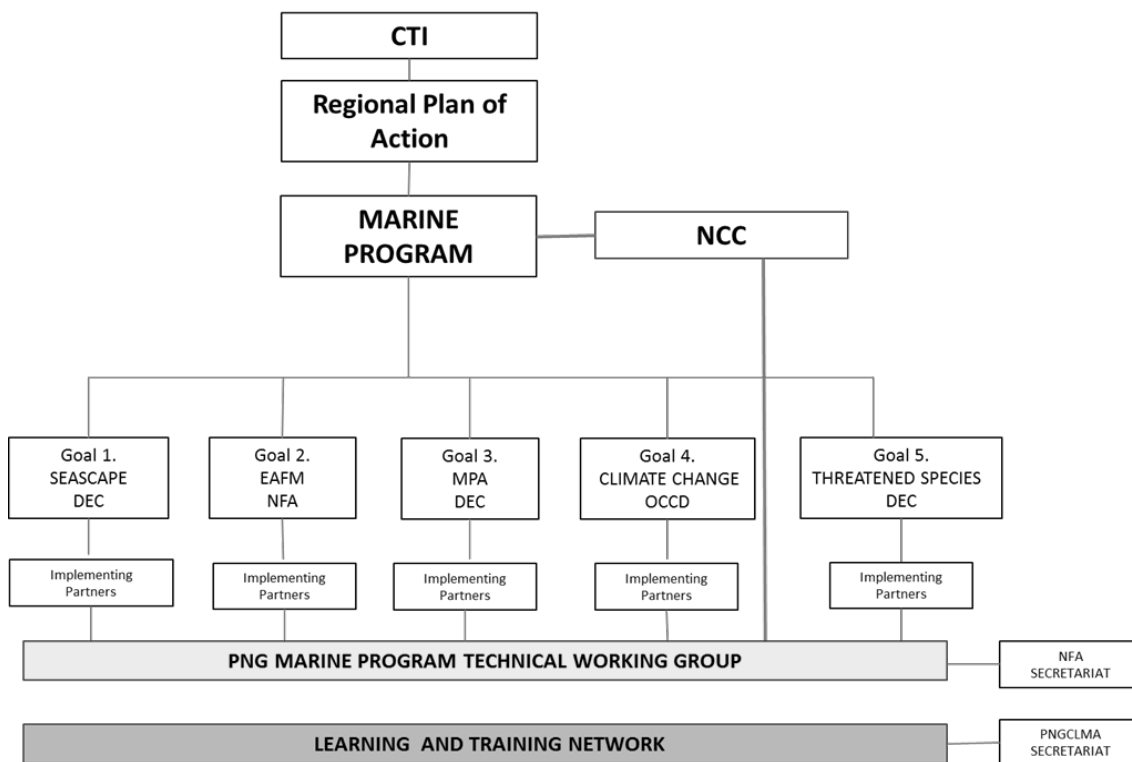 CTI
Regional Plan of
Action
MARINE
PROGRAM
NCC
Goal 1.
SEASCAPE
DEC
Goal 2.
EAFM
NFA
Goal 3.
MPA
DEC
Goal 4.
CLIMATE CHANGE
OCCD
Goal 5.
THREATENED SPECIES
DEC
Implementing
Partners
Implementing
Partners
Implementing
Partners
Implementing
Partners
Implementing
Partners
PNG MARINE PROGRAM TECHNICAL WORKING GROUP
NFA
SECRETARIAT
LEARNING AND TRAINING NETWORK
PNGCLMA
SECRETARIAT